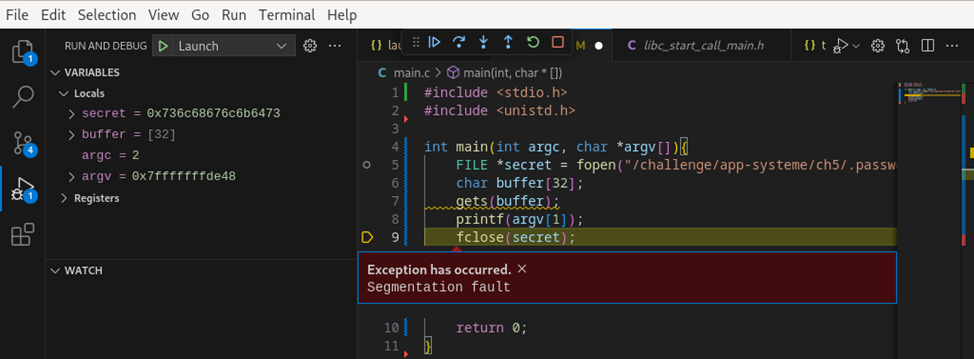 File Edit Selection View Go Run Terminal Help
RUN AND DEBUG Launch
VARIABLES
Locals
secret = 0x736c68676c6b6473
buffer = [32]
argc = 2
argv = 0x7fffffffde48
Registers
WATCH
1
4
1
{} M libc_start_call_main.h {} t
main.c > main(int, char * [])
1 #include <stdio.h>
2 #include <unistd.h>
3
4 int main(int argc, char *argv[]){
5 FILE *secret = fopen("/challenge/app-systeme/ch5/.passw
6 char buffer[32];
7 gets(buffer);
8 printf(argv[1]);
9 fclose(secret);
Exception has occurred. ×
Segmentation fault
10 return 0;
11 }